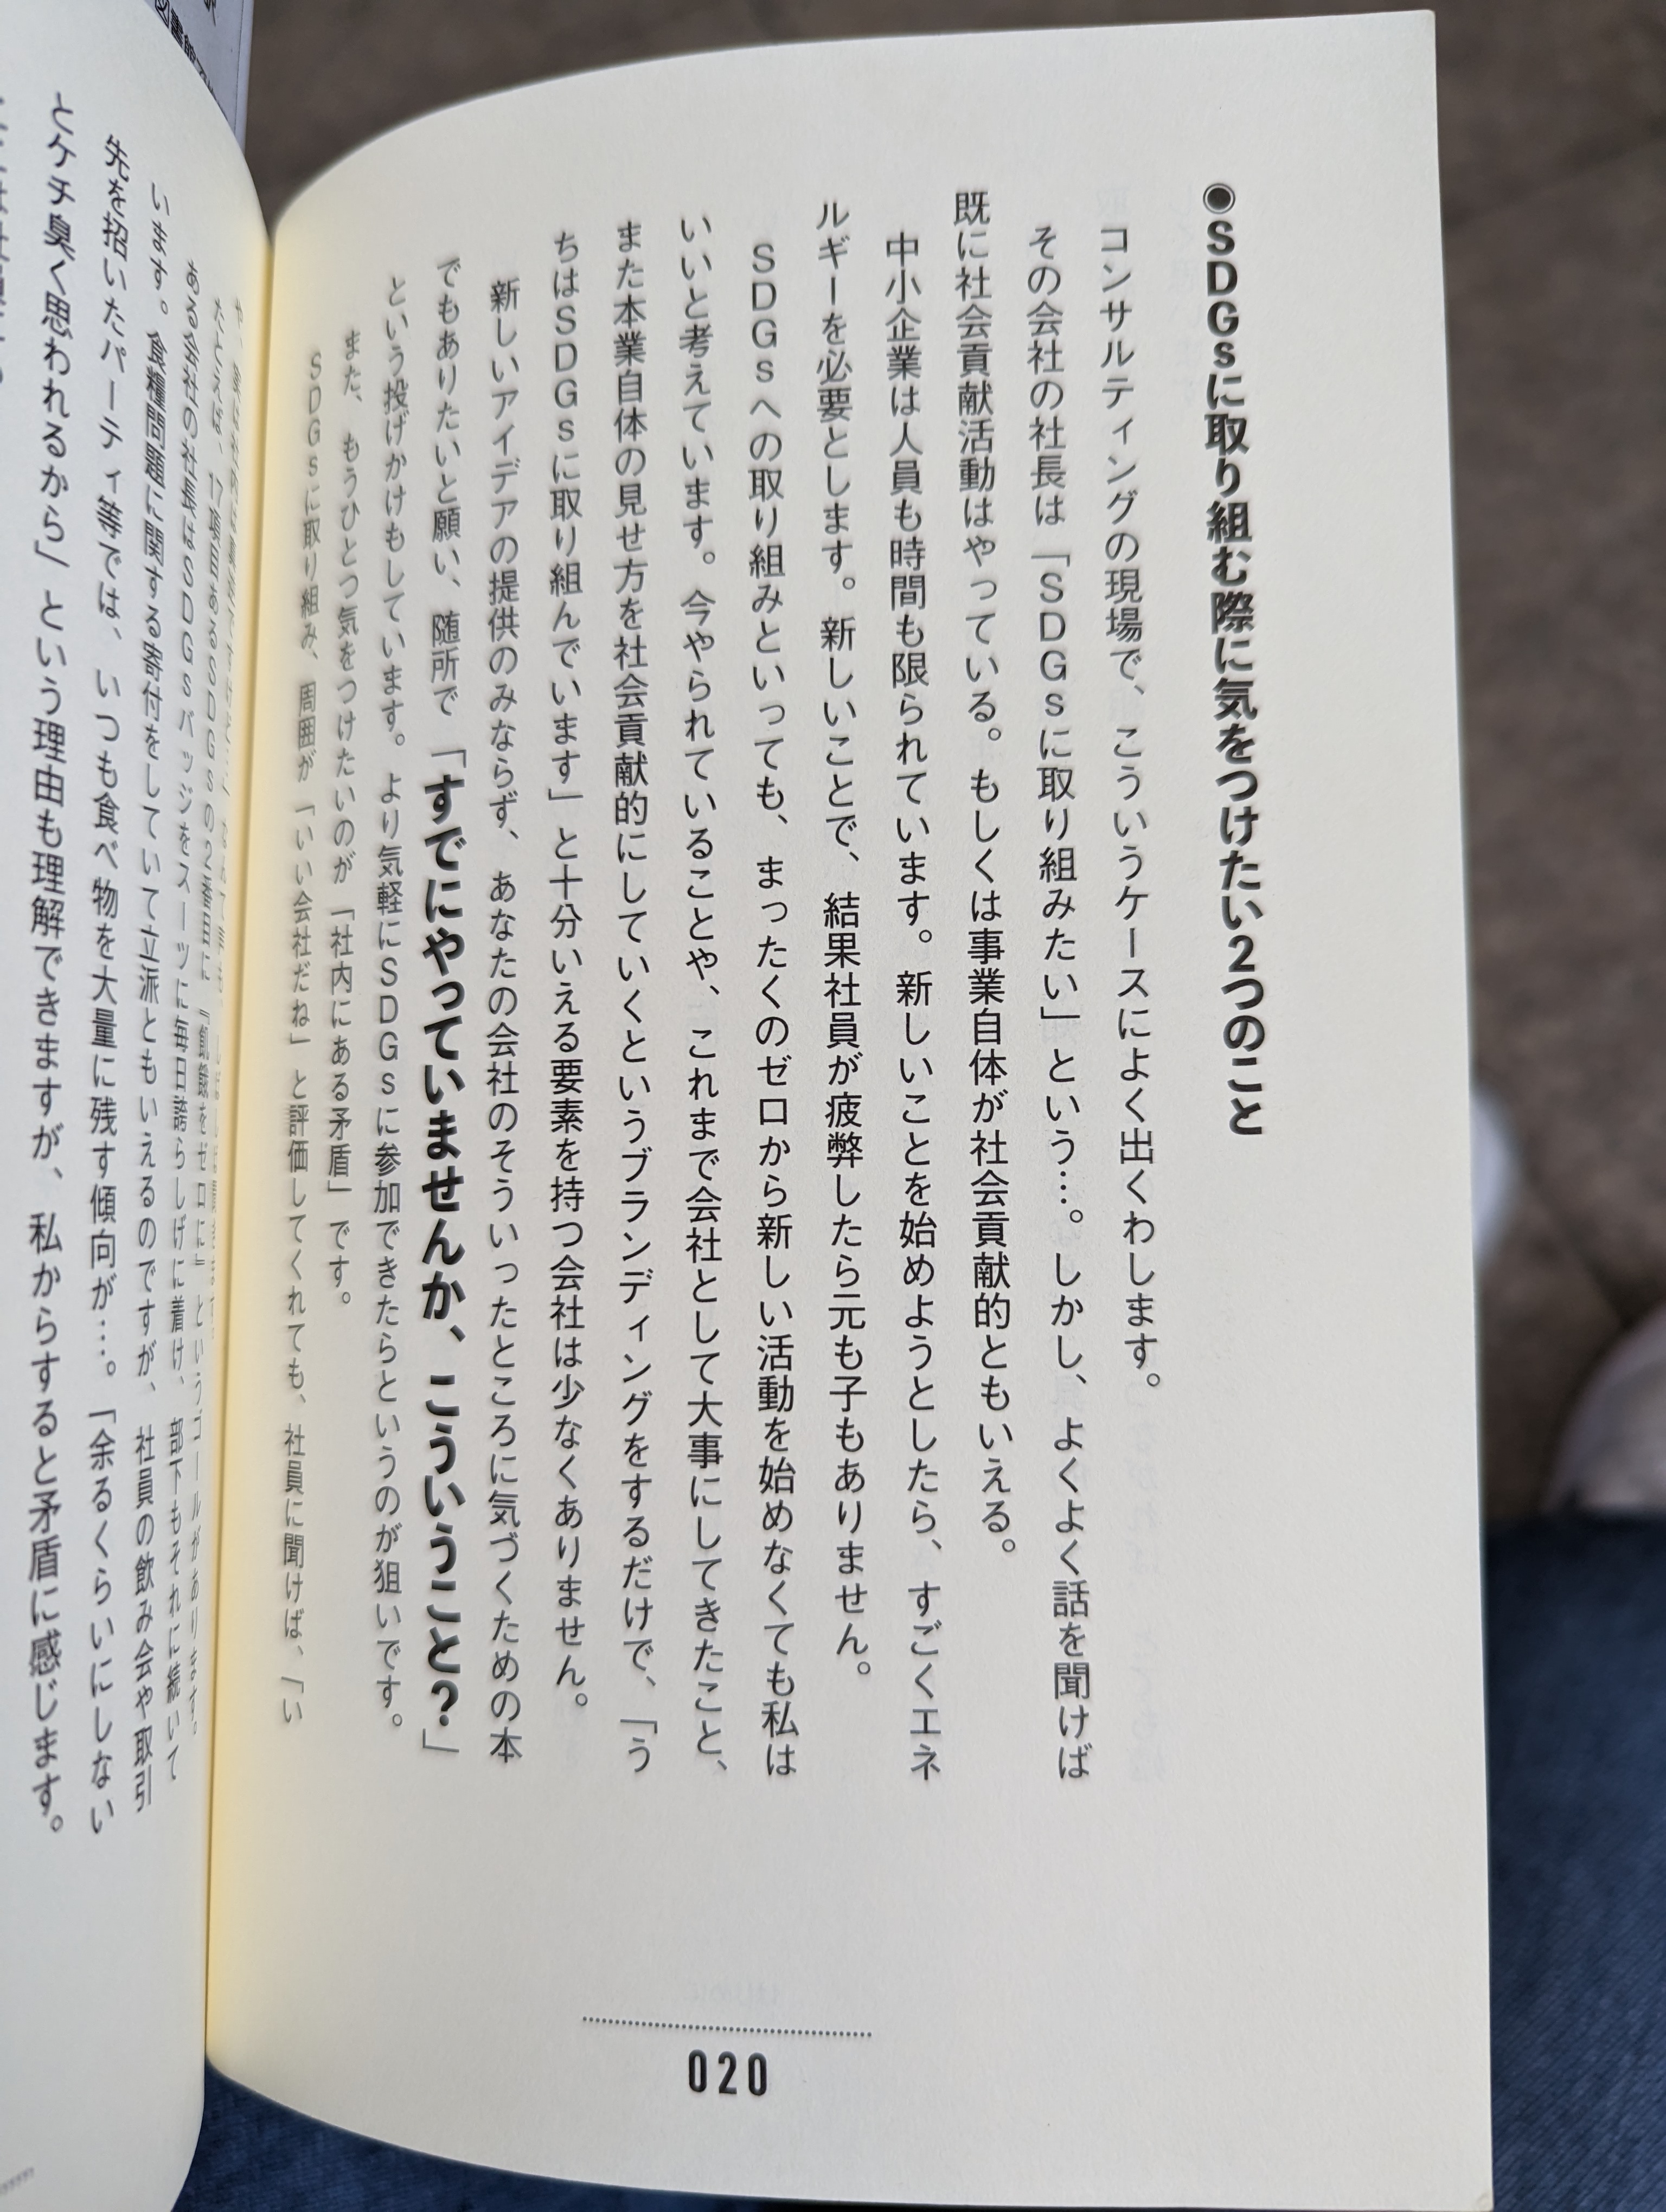 ◉SDGsに取り組む際に気をつけたい2つのこと
コンサルティングの現場で、こういうケースによく出くわします。
その会社の社長は「SDGsに取り組みたい」という…。しかし、よくよく話を聞けば
既に社会貢献活動はやっている。もしくは事業自体が社会貢献的ともいえる。
中小企業は人員も時間も限られています。新しいことを始めようとしたら、すごくエネ
ルギーを必要とします。新しいことで、結果社員が疲弊したら元も子もありません。
SDGsへの取り組みといっても、まったくのゼロから新しい活動を始めなくても私は
いいと考えています。今やられていることや、これまで会社として大事にしてきたこと、
また本業自体の見せ方を社会貢献的にしていくというブランディングをするだけで、「う
ちはSDGsに取り組んでいます」と十分いえる要素を持つ会社は少なくありません。
新しいアイデアの提供のみならず、あなたの会社のそういったところに気づくための本
でもありたいと願い、随所で「すでにやっていませんか、こういうこと?」
という投げかけもしています。より気軽にSDGsに参加できたらというのが狙いです。
また、もうひとつ気をつけたいのが「社内にある矛盾」です。
SDGsに取り組み、周囲が「いい会社だね」と評価してくれても、社員に聞けば、「い
たとえば、17項目あるSDGsの2番目に『飢餓をゼロに』というゴールがあります。
ある会社の社長はSDGsバッジをスーツに毎日誇らしげに着け、部下もそれに続いて
います。食糧問題に関する寄付をしていて立派ともいえるのですが、社員の飲み会や取引
先を招いたパーティ等では、いつも食べ物を大量に残す傾向が…。「余るくらいにしない
とケチ臭く思われるから」という理由も理解できますが、私からすると矛盾に感じます。
020